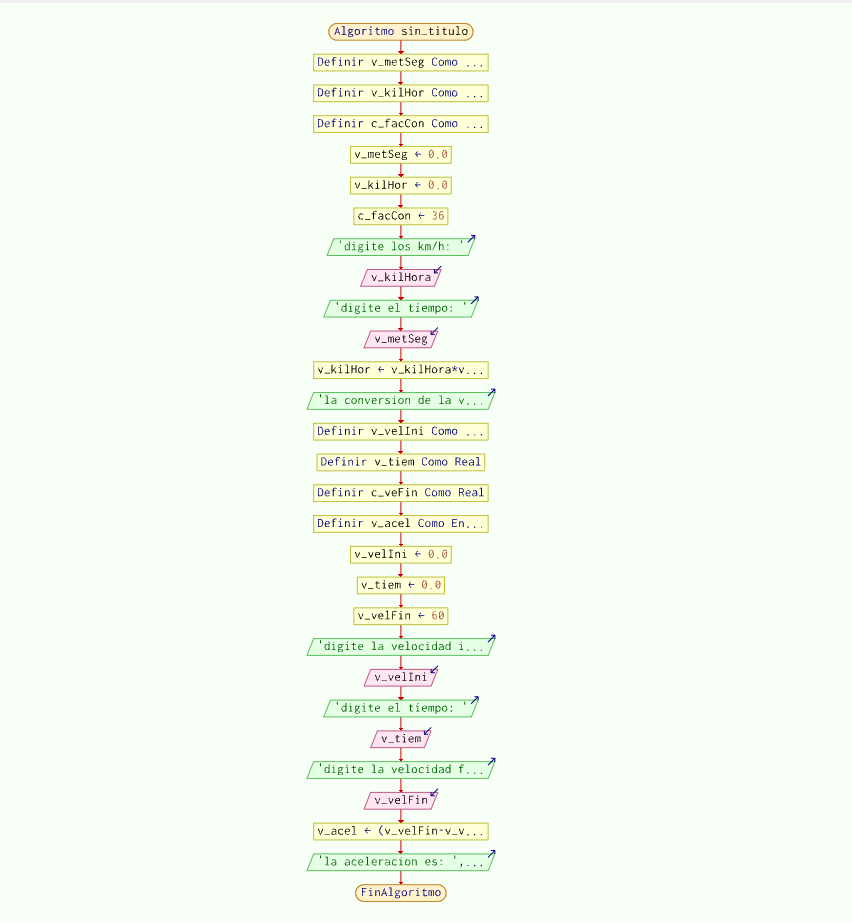 Algoritmo sin_titulo
Definir v_metSeg Como ...
Definir v_kilHor Como ...
Definir c_facCon Como ...
v_metSeg ← 0.0
v_kilHor ← 0.0
c_facCon ← 36
'digite los km/h: '
v_kilHora
'digite el tiempo: '
v_metSeg
v_kilHor ← v_kilHora*v...
'la conversion de la v...
Definir v_velIni Como ...
Definir v_tiem Como Real
Definir c_veFin Como Real
Definir v_acel Como En...
v_velIni ← 0.0
v_tiem ← 0.0
v_velFin ← 60
'digite la velocidad i...
v_velIni
'digite el tiempo: '
v_tiem
'digite la velocidad f...
v_velFin
v_acel ← (v_velFin-v_v...
'la aceleracion es: ',...
FinAlgoritmo